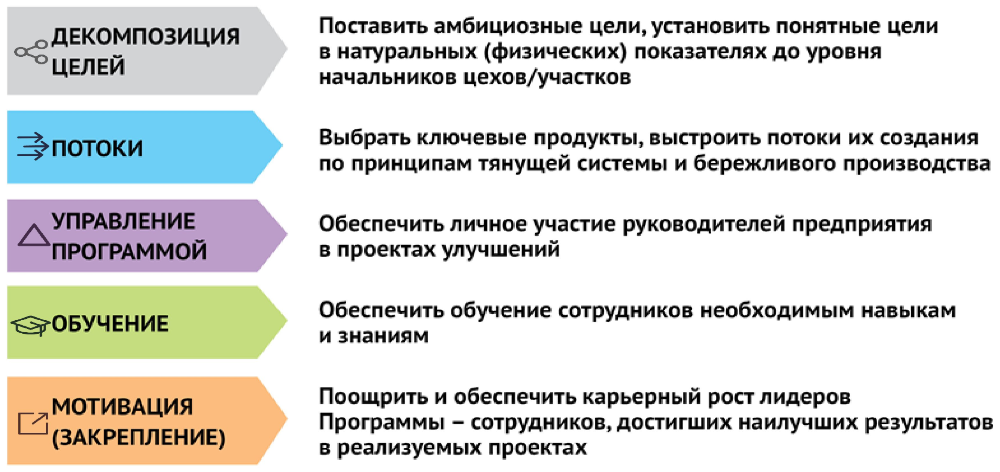 ДЕКОМПОЗИЦИЯ
ЦЕЛЕЙ
Поставить амбициозные цели, установить понятные цели
в натуральных (физических) показателях до уровня
начальников цехов/участков
ПОТОКИ
Выбрать ключевые продукты, выстроить потоки их создания
по принципам тянущей системы и бережливого производства
УПРАВЛЕНИЕ
ПРОГРАММОЙ
Обеспечить личное участие руководителей предприятия
в проектах улучшений
ОБУЧЕНИЕ
Обеспечить обучение сотрудников необходимым навыкам
и знаниям
МОТИВАЦИЯ
(ЗАКРЕПЛЕНИЕ)
Поощрить и обеспечить карьерный рост лидеров
Программы – сотрудников, достигших наилучших результатов
в реализуемых проектах